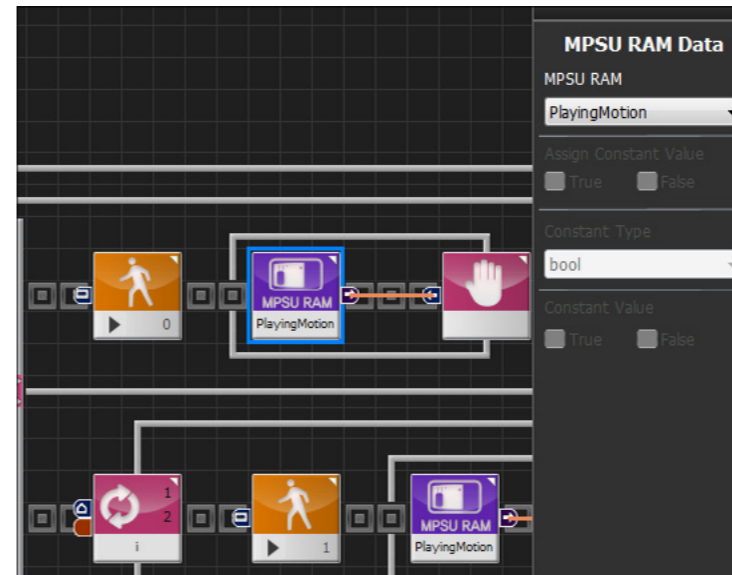 MPSU RAM Data
MPSU RAM
PlayingMotion
Assign Constant Value
True False
Constant Type
bool
Constant Value
True False
MPSU RAM
0 PlayingMotion
1
2
MPSU RAM
i 1 PlayingMotion